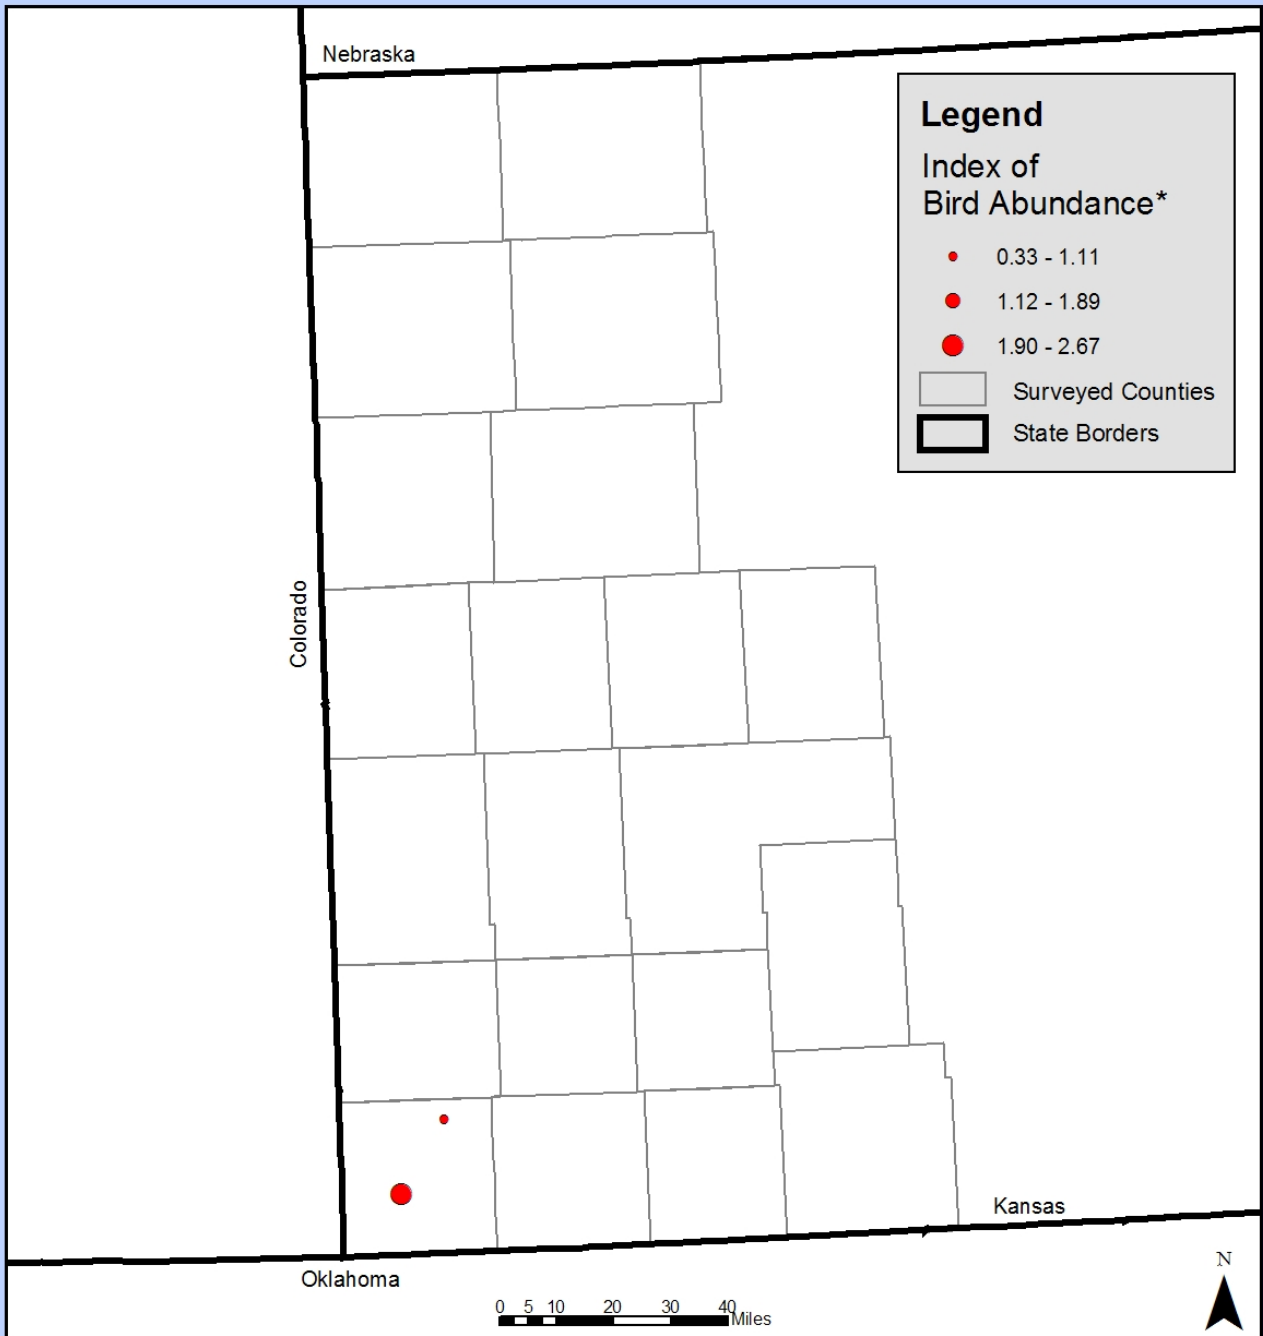 Nebraska
Legend
Index of
Bird Abundance*
0.33 - 1.11
1.12 - 1.89
1.90 - 2.67
Surveyed Counties
State Borders
Colorado
Kansas
Oklahoma
N
0 5 10 20 30 40
Miles